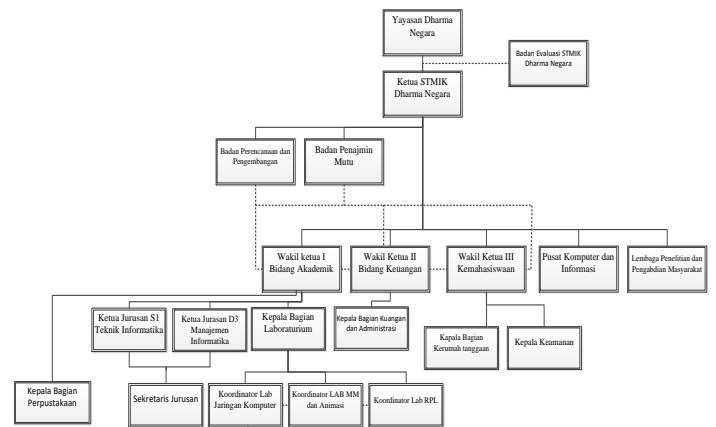 Yayasan Dharma
Negara
Badan Evaluasi STMIK
Dharma Negara
Ketua STMIK
Dharma Negara
Badan Perencanaan dan
Pengembangan
Badan Penajmin
Mutu
Wakil ketua I
Bidang Akademik
Wakil Ketua II
Bidang Keuangan
Wakil Ketua III
Kemahasiswaan
Pusat Komputer dan
Informasi
Lembaga Penelitian dan
Pengabdian Masyarakat
Ketua Jurusan S1
Teknik Informatika
Ketua Jurasan D3
Manajemen
Informatika
Kepala Bagian
Laboraturium
Kepala Bagian Kuangan
dan Administrasi
Kapala Bagian
Kerumah tanggaan
Kepala Keamanan
Kepala Bagian
Perpustakaan
Sekretaris Jurusan
Koordinator Lab
Jaringan Komputer
Koordinator LAB MM
dan Animasi
Koordinator Lab RPL